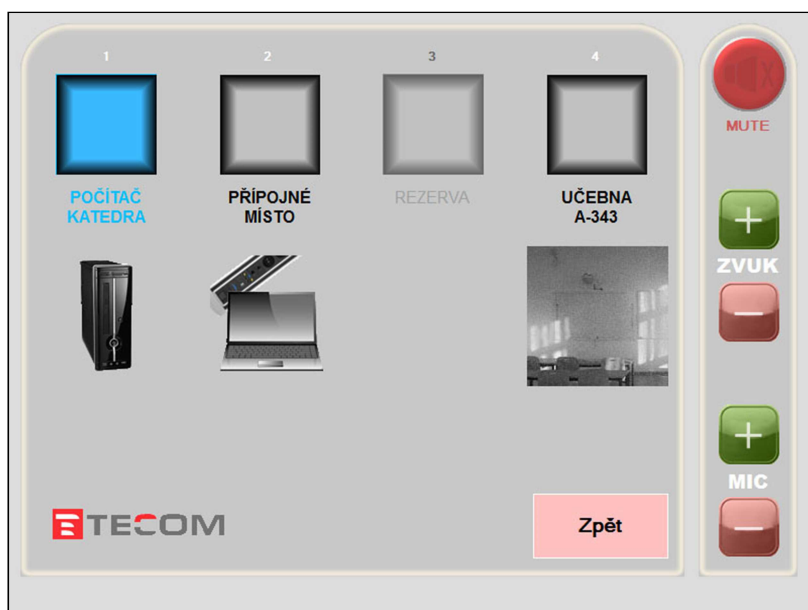 1
2
3
4
POČÍTAČ
KATEDRA
PŘÍPOJNÉ
MÍSTO
REZERVA
UČEBNA
A-343
MUTE
ZVUK
MIC
TECOM
Zpět